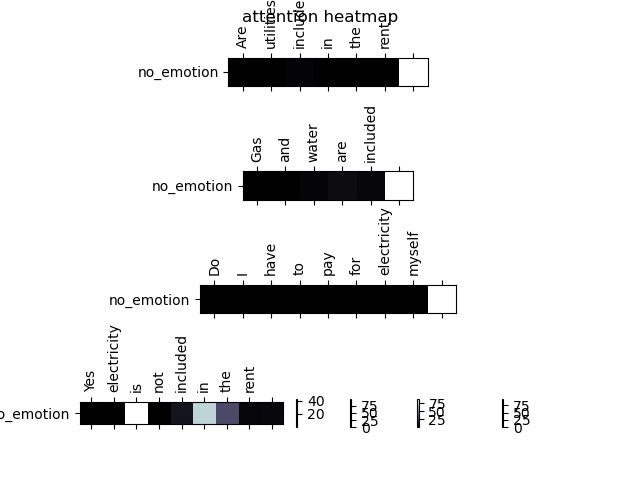 attention heatmap
Are utilities include in the rent
no_emotion
Gas and water are included
no_emotion
Do I have to pay for electricity myself
no_emotion
Yes electricity is not included in the rent
o_emotion
40 20
75 50 25 0
75 50 25
75 50 25 0